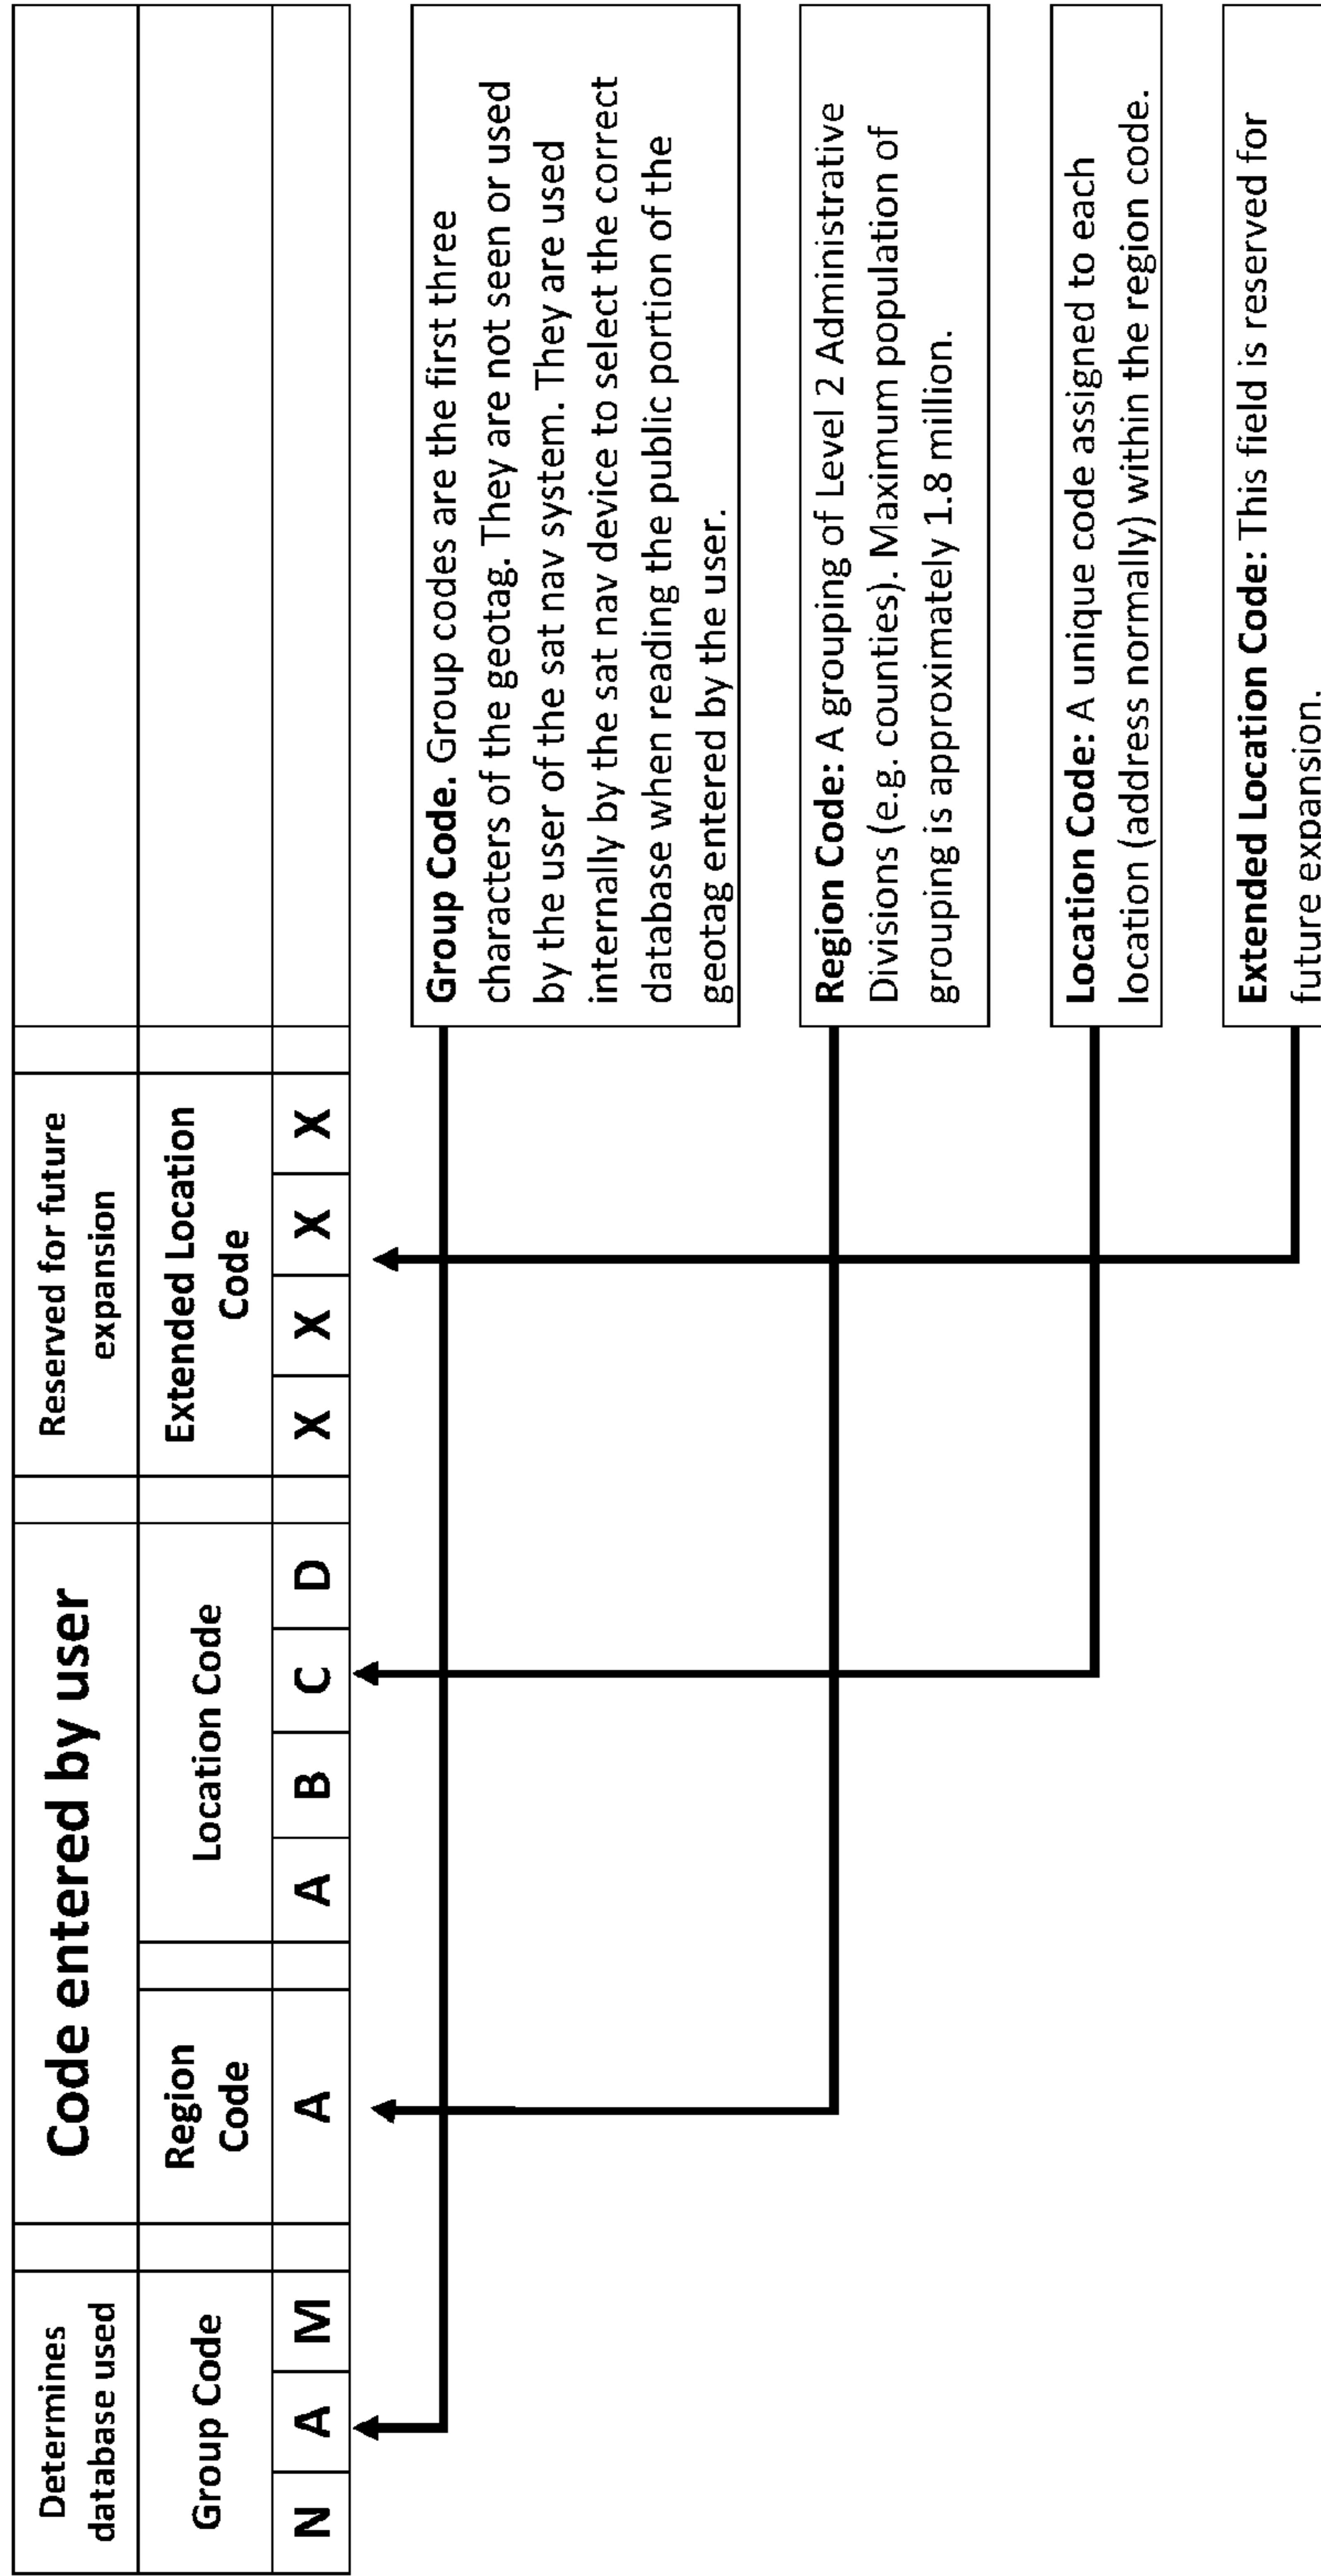 Determines
database used
Code entered by user
Reserved for future
expansion
Group Code
Region
Code
Location Code
Extended Location
Code
N A M A A B C D X X X X
Group Code. Group codes are the first three
characters of the geotag. They are not seen or used
by the user of the sat nav system. They are used
internally by the sat nav device to select the correct
database when reading the public portion of the
geotag entered by the user.
Region Code: A grouping of Level 2 Administrative
Divisions (e.g. counties). Maximum population of
grouping is approximately 1.8 million.
Location Code: A unique code assigned to each
location (address normally) within the region code.
Extended Location Code: This field is reserved for
future expansion.